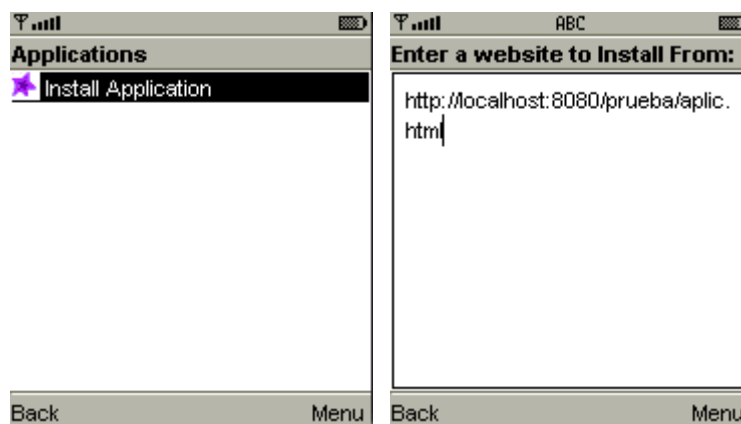 Applications
Install Application
Back Menu
ABC
Enter a website to Install From:
http://localhost:8080/prueba/aplic.
html
Back Menu